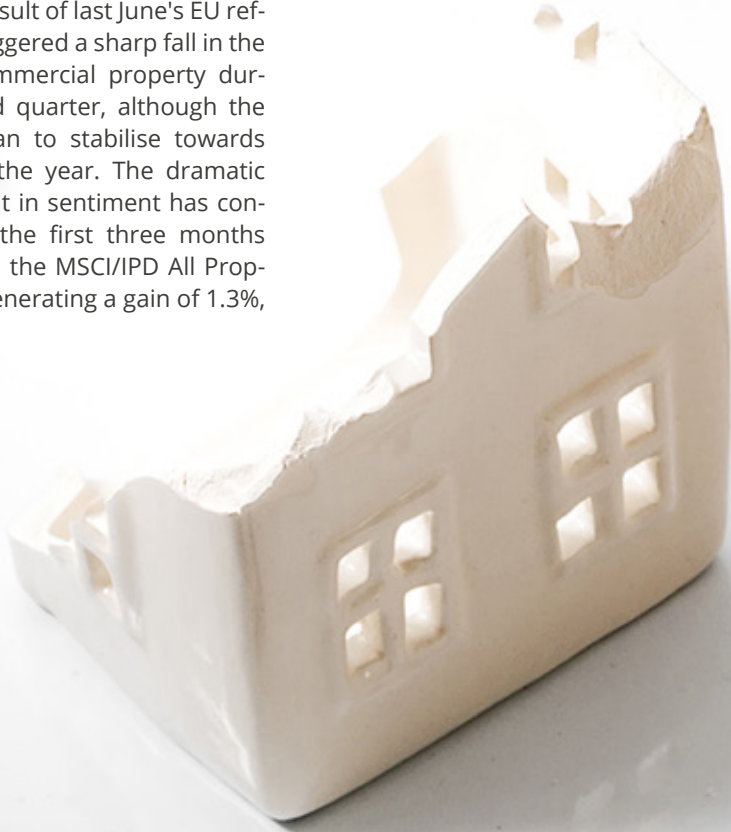 sult of last June's EU ref-
ggered a sharp fall in the
mmercial property dur-
d quarter, although the
an to stabilise towards
the year. The dramatic
t in sentiment has con-
the first three months
the MSCI/IPD All Prop-
enerating a gain of 1.3%,